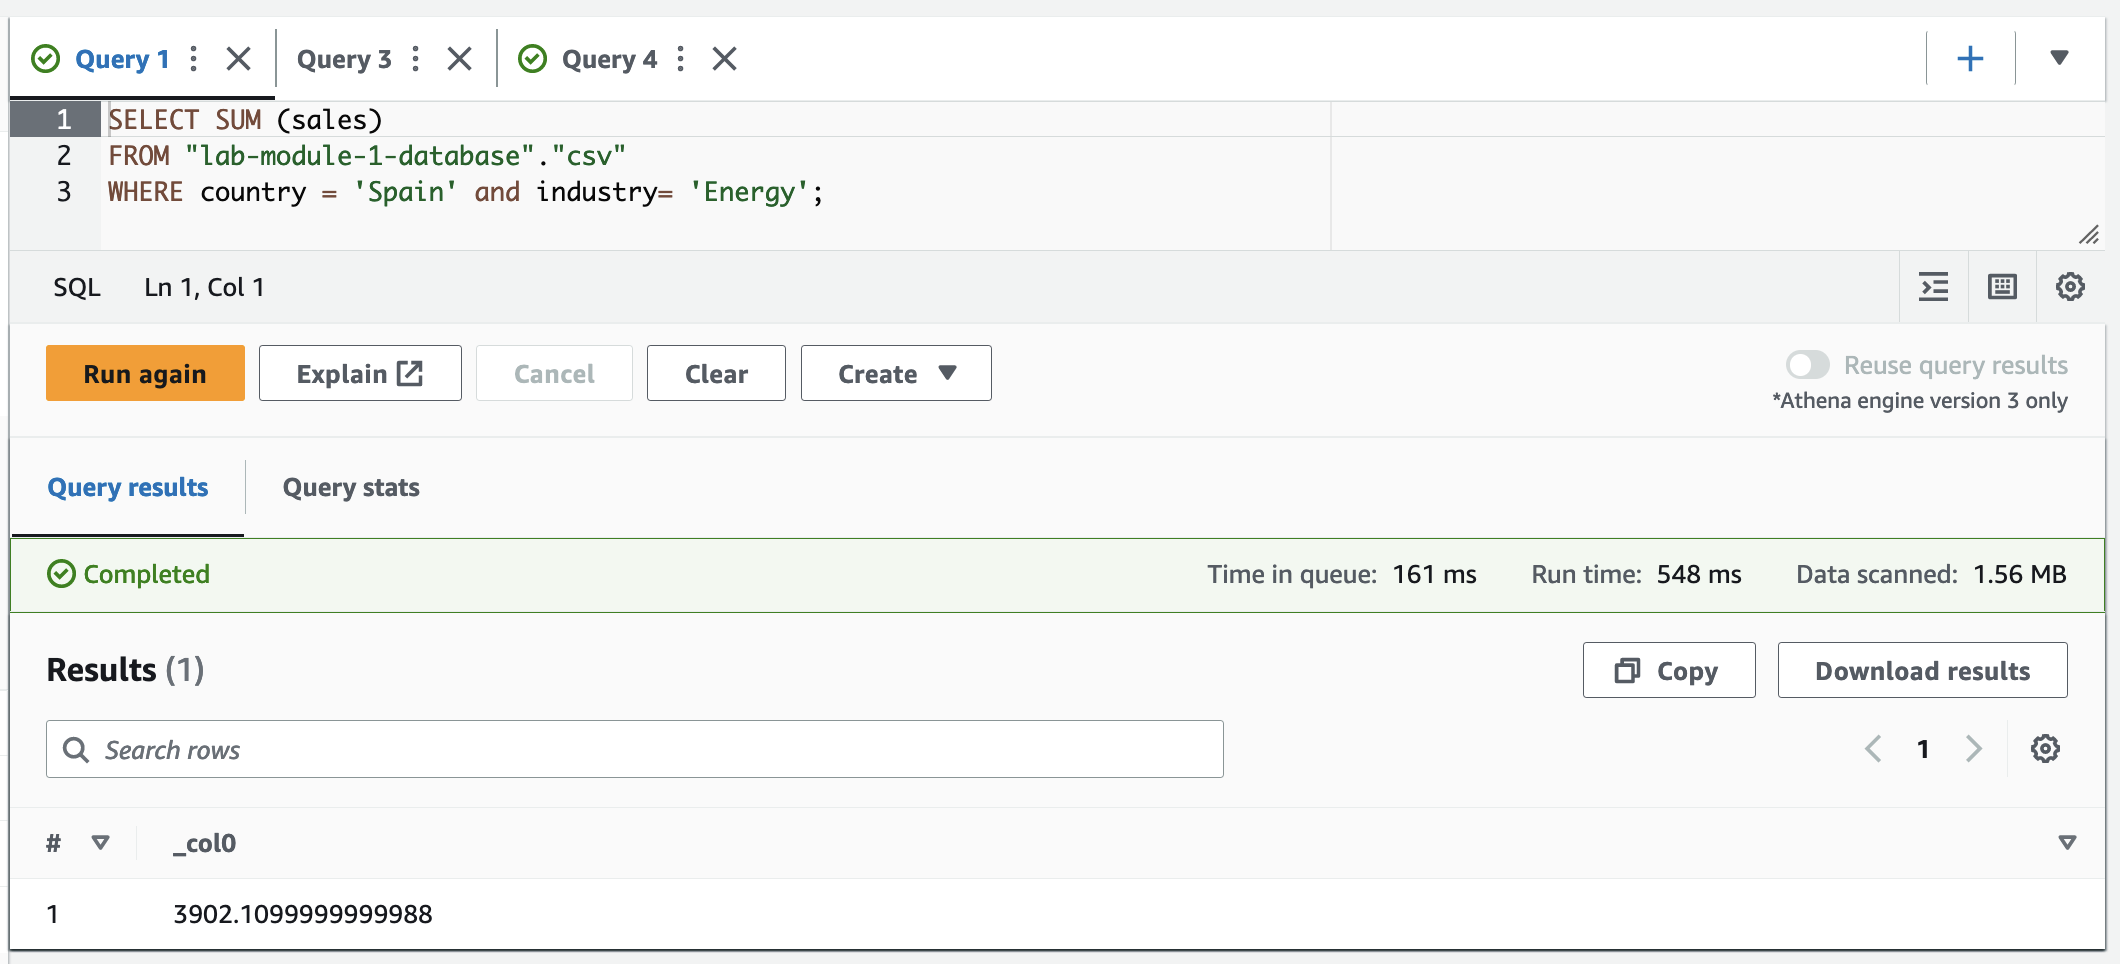 Query 1
Query 3
Query 4
1 SELECT SUM (sales)
2 FROM "lab-module-1-database"."csv"
3 WHERE country = 'Spain' and industry= 'Energy';
SQL Ln 1, Col 1
Run again Explain Cancel Clear Create
Reuse query results
*Athena engine version 3 only
Query results Query stats
Completed Time in queue: 161 ms Run time: 548 ms Data scanned: 1.56 MB
Results (1) Copy Download results
Search rows 1
# _col0
1 3902.1099999999988